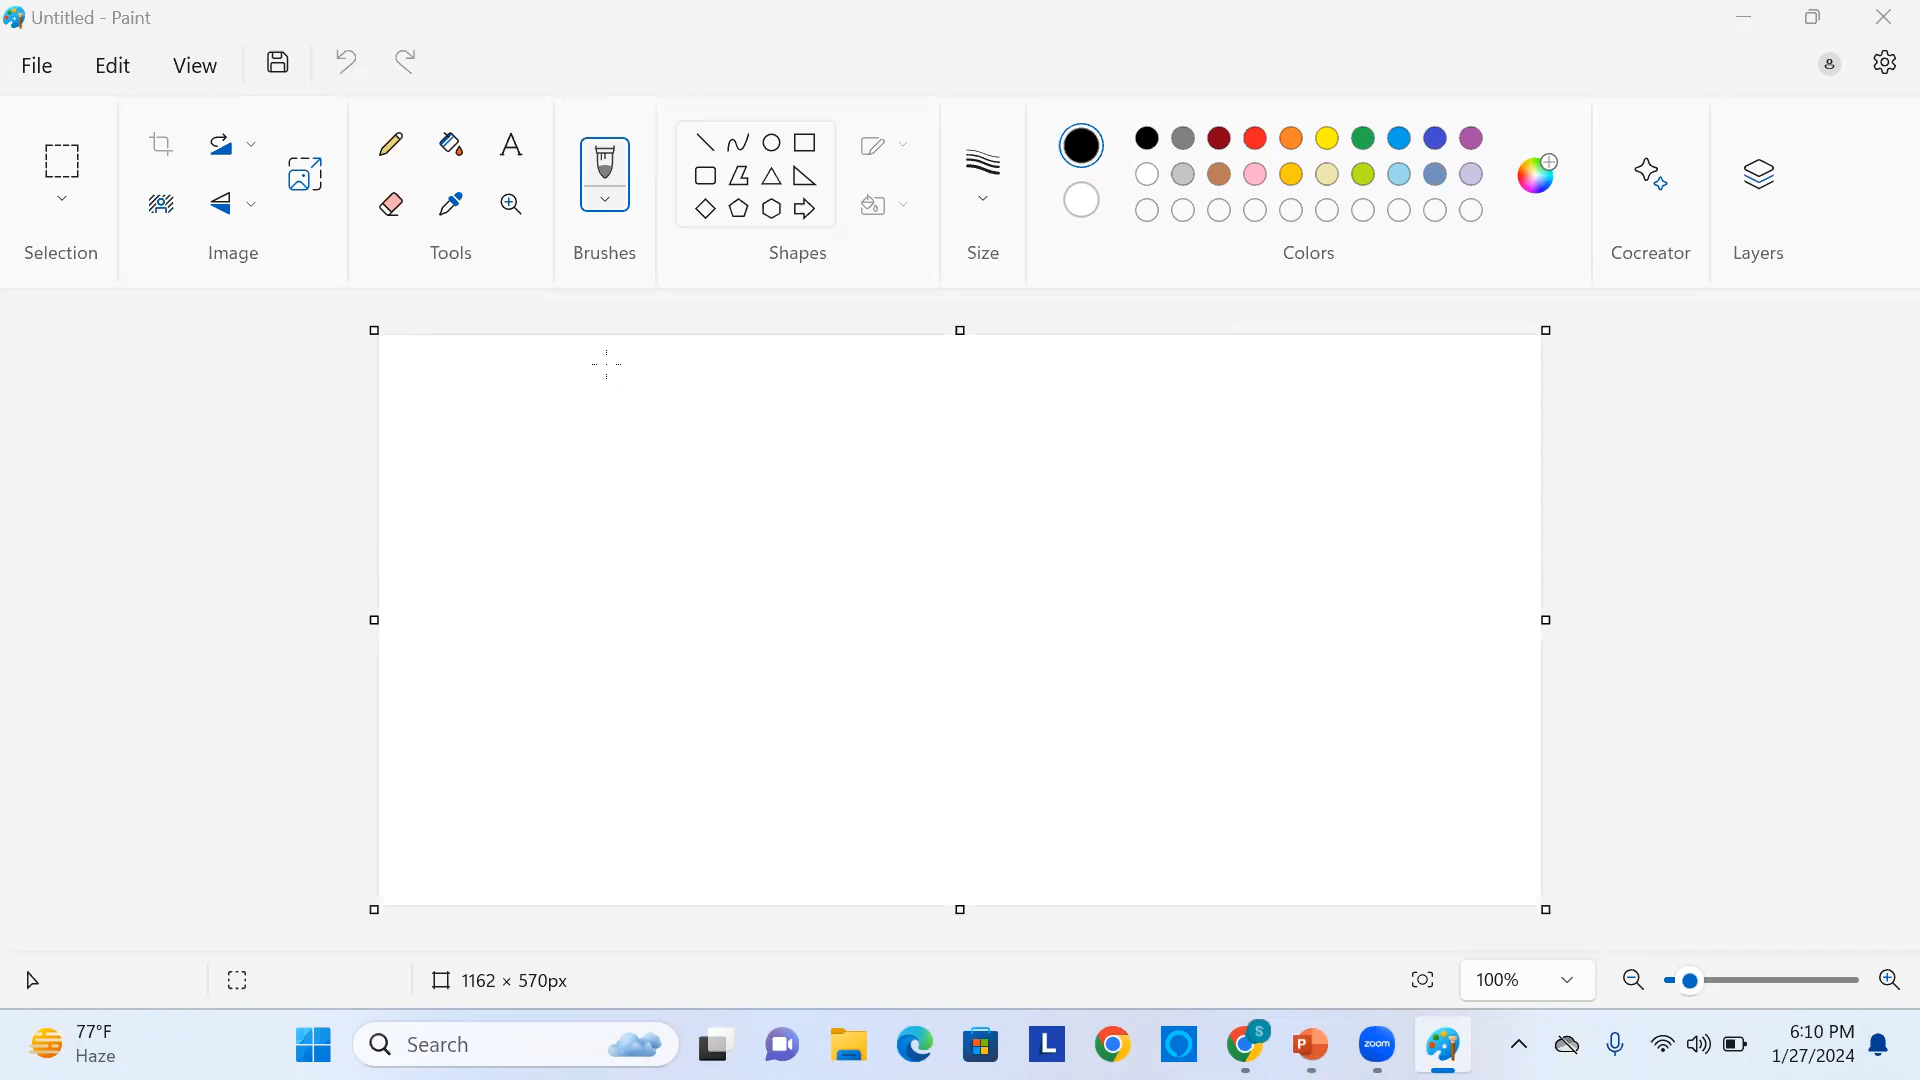 Untitled - Paint
File Edit View
Selection Image Tools Brushes Shapes Size Colors Cocreator Layers
1162 × 570px 100%
77°F
Haze
Search
L
S
P
zoom
6:10 PM
1/27/2024